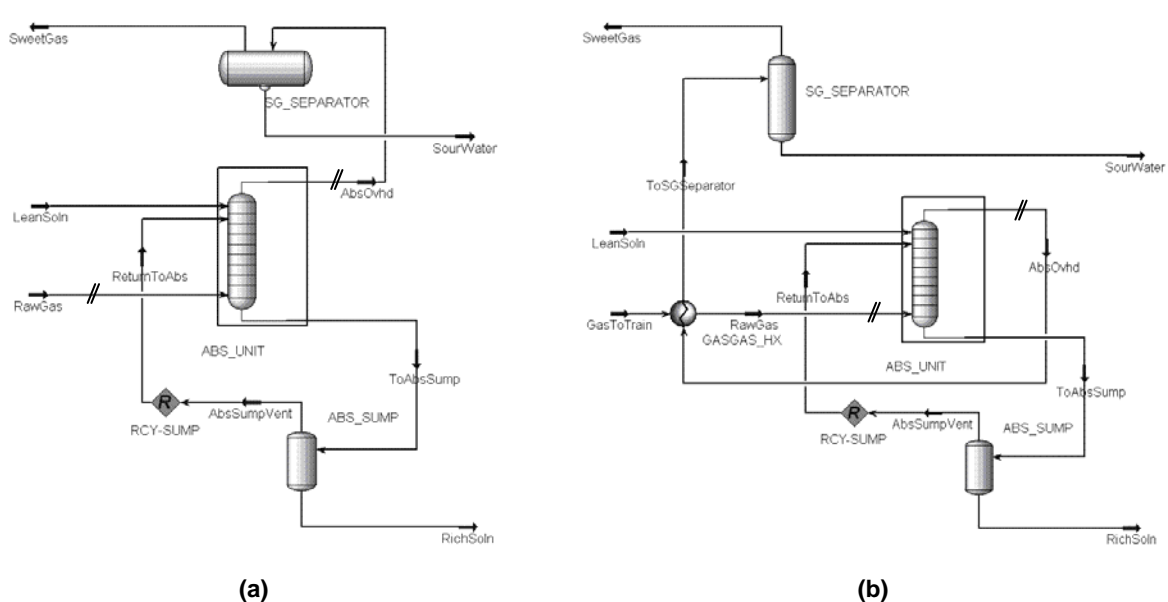 SweetGas
SG_SEPARATOR
SourWater
AbsOvhd
LeanSoln
ReturnToAbs
RawGas
ABS_UNIT
ToAbsSump
AbsSumpVent
ABS_SUMP
R
RCY-SUMP
RichSoln
(a)
SweetGas
SG_SEPARATOR
SourWater
ToSGSeparator
LeanSoln
AbsOvhd
ReturnToAbs
GasToTrain
RawGas
GASGAS_HX
ABS_UNIT
ToAbsSump
AbsSumpVent
ABS_SUMP
R
RCY-SUMP
RichSoln
(b)